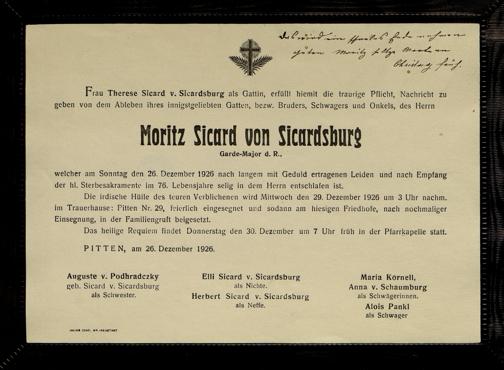 Frau Therese Sicard v. Sicardsburg als Gattin, erfüllt hiemit die traurige Pflicht, Nachricht zu
geben von dem Ableben ihres innigstgeliebten Gatten, bezw. Bruders, Schwagers und Onkels, des Herrn
Moritz Sicard von Sicardsburg
Garde-Major d. R.,
welcher am Sonntag den 26. Dezember 1926 nach langem mit Geduld ertragenen Leiden und nach Empfang
der hl. Sterbesakramente im 76. Lebensjahre selig in dem Herrn entschlafen ist.
Die irdische Hülle des teuren Verblichenen wird Mittwoch den 29. Dezember 1926 um 3 Uhr nachm.
im Trauerhause: Pitten Nr. 29, feierlich eingesegnet und sodann am hiesigen Friedhofe, nach nochmaliger
Einsegnung, in der Familiengruft beigesetzt.
Das heilige Requiem findet Donnerstag den 30. Dezember um 7 Uhr früh in der Pfarrkapelle statt.
PITTEN, am 26. Dezember 1926.
Auguste v. Podhradczky
geb. Sicard v. Sicardsburg
als Schwester.
Elli Sicard v. Sicardsburg
als Nichte.
Herbert Sicard v. Sicardsburg
als Neffe.
Maria Kornell,
Anna v. Schaumburg
als Schwägerinnen.
Alois Pankl
als Schwager